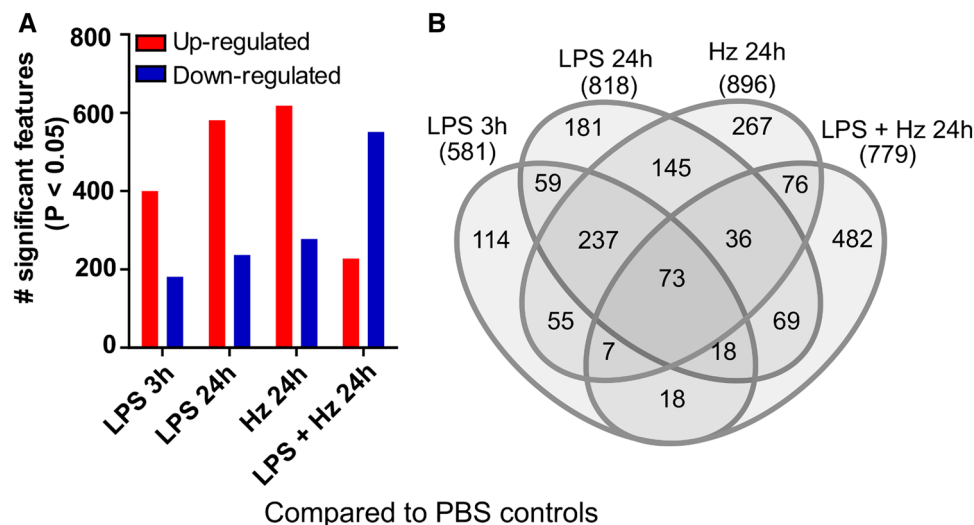 A
# significant features
(P < 0.05)
800
600
400
200
0
Up-regulated
Down-regulated
LPS 3h
LPS 24h
Hz 24h
LPS + Hz 24h
B
LPS 3h
(581)
LPS 24h
(818)
Hz 24h
(896)
LPS + Hz 24h
(779)
181
267
59
145
76
114
237
36
482
73
55
69
7
18
18
Compared to PBS controls